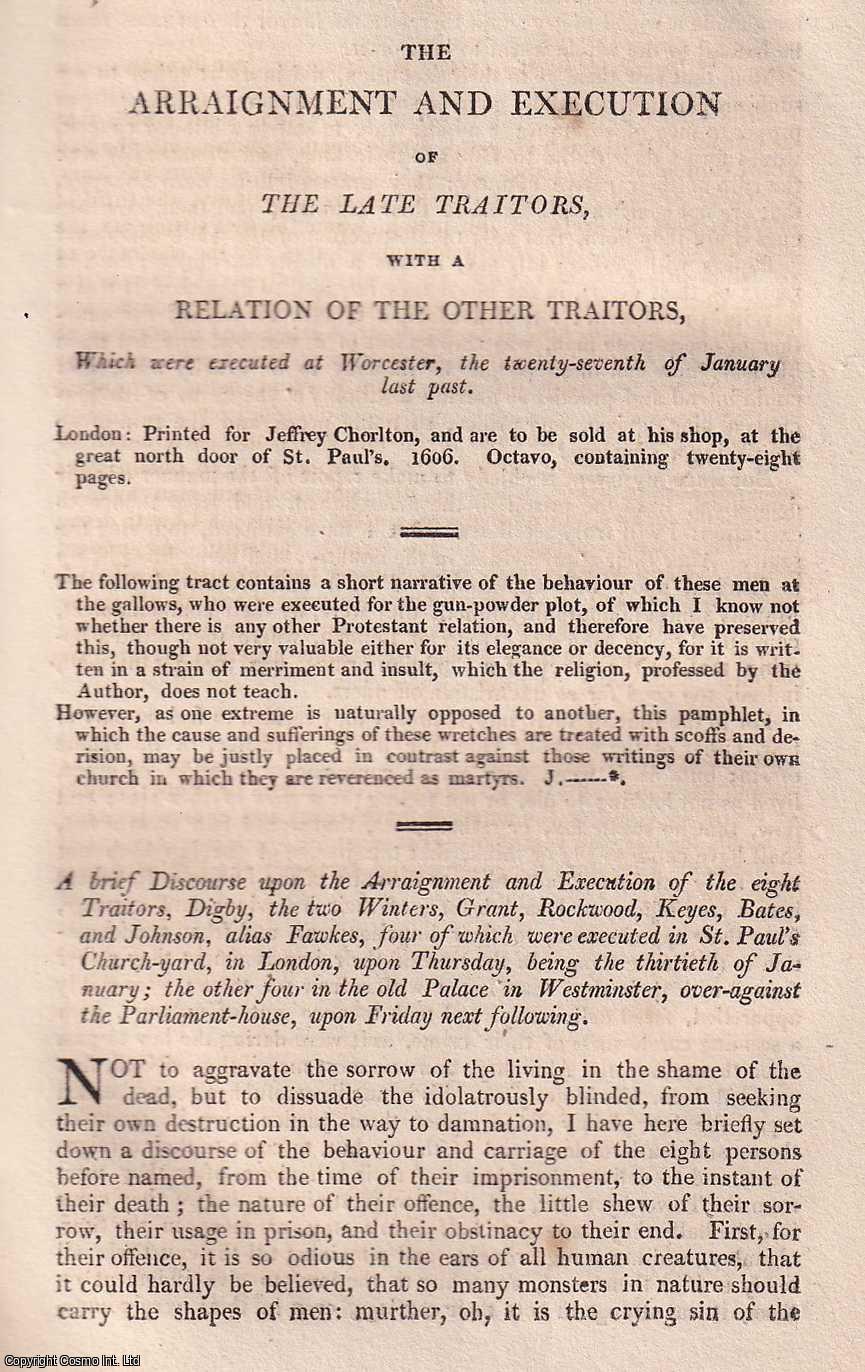 THE
ARRAIGNMENT AND EXECUTION
OF
THE LATE TRAITORS,
WITH A
RELATION OF THE OTHER TRAITORS,
Which were executed at Worcester, the twenty-seventh of January
last past.
London: Printed for Jeffrey Chorlton, and are to be sold at his shop, at the
great north door of St. Paul's. 1606. Octavo, containing twenty-eight
pages.
The following tract contains a short narrative of the behaviour of these men at
the gallows, who were executed for the gun-powder plot, of which I know not
whether there is any other Protestant relation, and therefore have preserved
this, though not very valuable either for its elegance or decency, for it is writ-
ten in a strain of merriment and insult, which the religion, professed by the
Author, does not teach.
However, as one extreme is naturally opposed to another, this pamphlet, in
which the cause and sufferings of these wretches are treated with scoffs and de-
rision, may be justly placed in contrast against those writings of their own
church in which they are reverenced as martyrs. J.——*.
A brief Discourse upon the Arraignment and Execution of the eight
Traitors, Digby, the two Winters, Grant, Rockwood, Keyes, Bates,
and Johnson, alias Fawkes, four of which were executed in St. Paul's
Church-yard, in London, upon Thursday, being the thirtieth of Ja-
nuary; the other four in the old Palace in Westminster, over-against
the Parliament-house, upon Friday next following.
NOT to aggravate the sorrow of the living in the shame of the
dead, but to dissuade the idolatrously blinded, from seeking
their own destruction in the way to damnation, I have here briefly set
down a discourse of the behaviour and carriage of the eight persons
before named, from the time of their imprisonment, to the instant of
their death; the nature of their offence, the little shew of their sor-
row, their usage in prison, and their obstinacy to their end. First, for
their offence, it is so odious in the ears of all human creatures, that
it could hardly be believed, that so many monsters in nature should
carry the shapes of men: murther, oh, it is the crying sin of the
Copyright Cosmo Int. Ltd